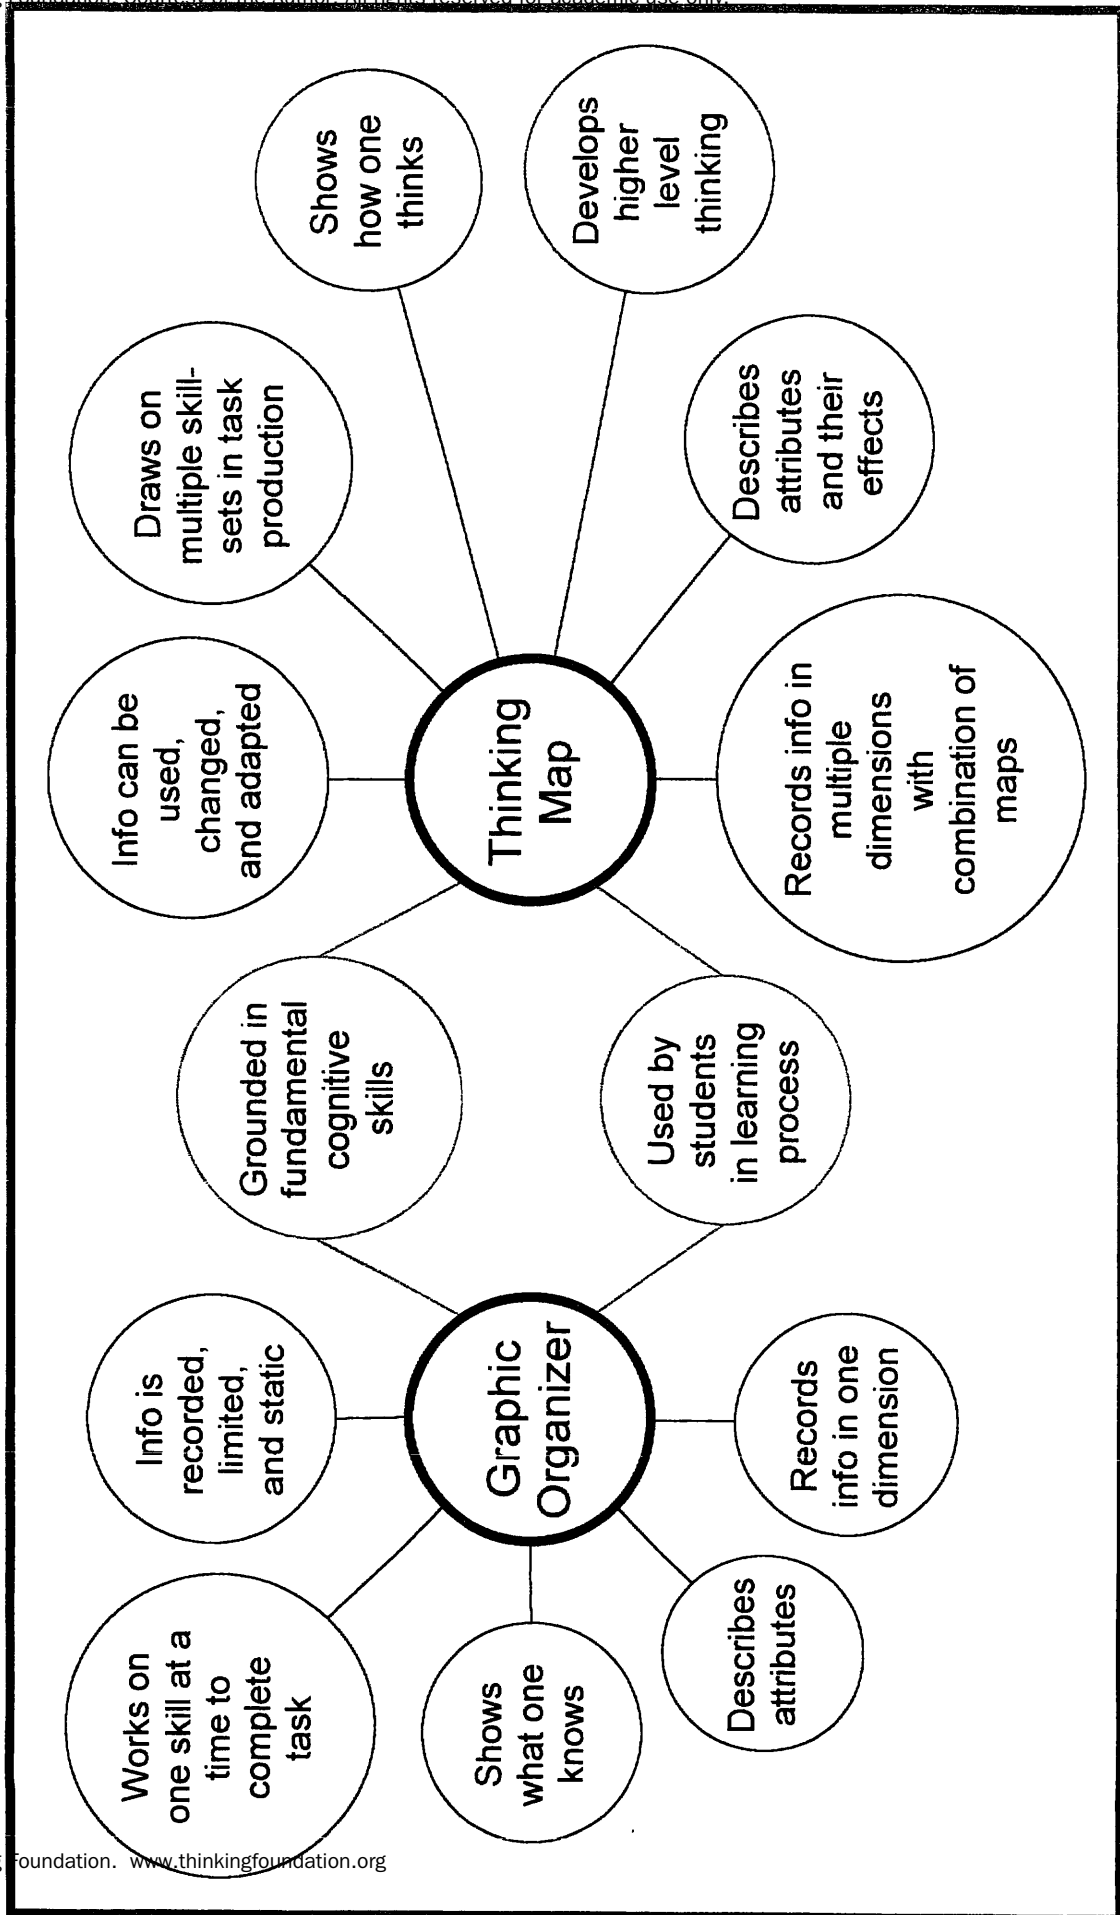 Works on
one skill at a
time to
complete
task
Info is
recorded,
limited,
and static
Shows
what one
knows
Graphic
Organizer
Describes
attributes
Records
info in one
dimension
Grounded in
fundamental
cognitive
skills
Used by
students
in learning
process
Info can be
used,
changed,
and adapted
Thinking
Map
Records info in
multiple
dimensions
with
combination of
maps
Draws on
multiple skill-
sets in task
production
Shows
how one
thinks
Develops
higher
level
thinking
Describes
attributes
and their
effects
Foundation. www.thinkingfoundation.org